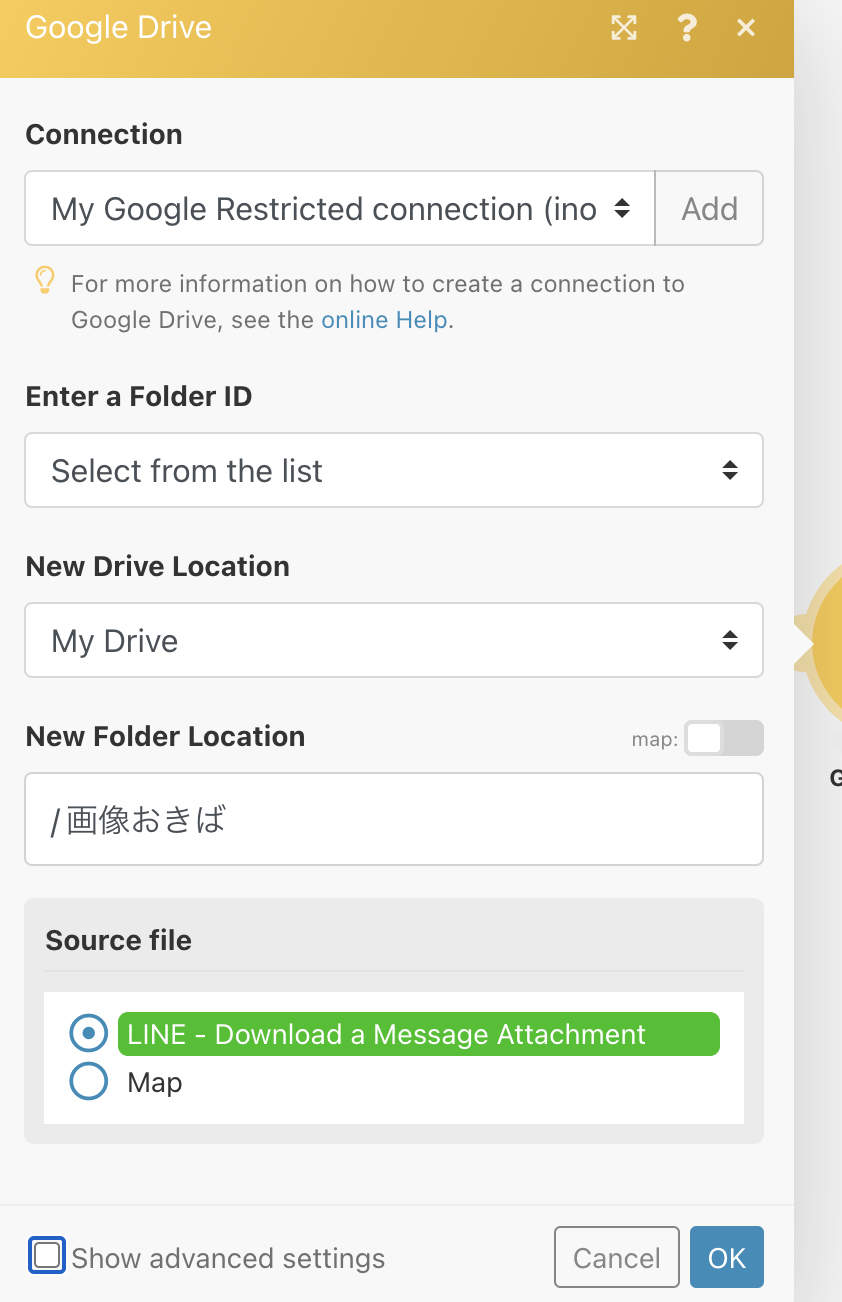 Google Drive
Connection
My Google Restricted connection (ino
Add
For more information on how to create a connection to
Google Drive, see the online Help.
Enter a Folder ID
Select from the list
New Drive Location
My Drive
New Folder Location
map:
/画像おきば
Source file
LINE - Download a Message Attachment
Map
Show advanced settings
Cancel
OK
G